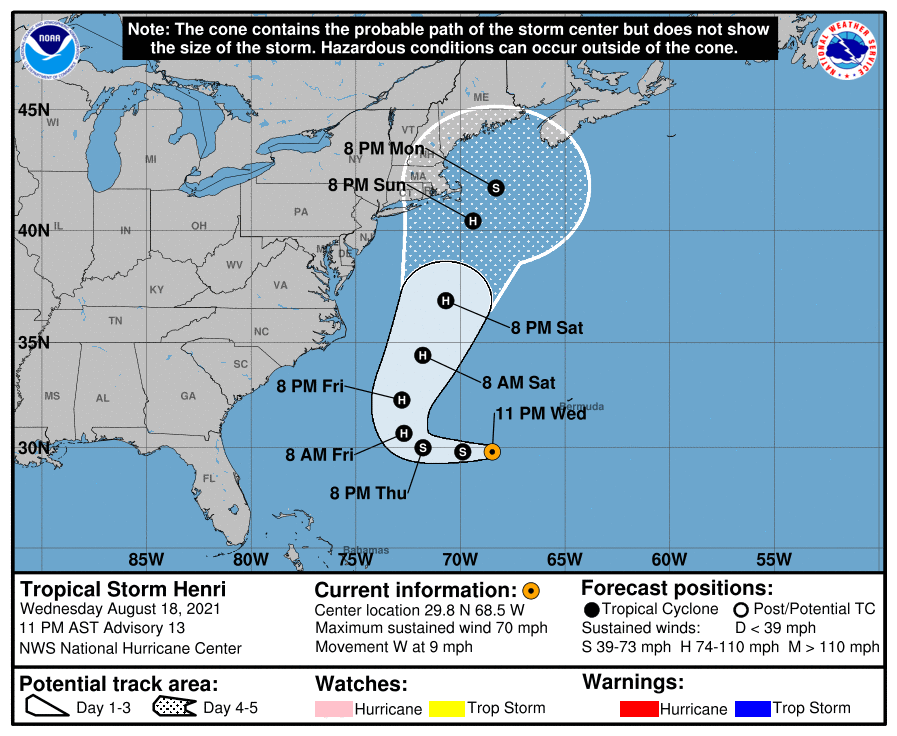 Note: The cone contains the probable path of the storm center but does not show
the size of the storm. Hazardous conditions can occur outside of the cone.
NOAA
NATIONAL WEATHER SERVICE
45N
40N
35N
30N
WI
MI
IL
IN
OH
PA
NY
VT
NH
ME
MA
RI
NJ
DE
WV
VA
KY
TN
NC
SC
MS
AL
GA
FL
Bermuda
Bahamas
8 PM Mon
8 PM Sun
8 PM Sat
8 AM Sat
8 PM Fri
11 PM Wed
8 AM Fri
8 PM Thu
S
H
H
H
H
H
S
S
85W
80W
75W
70W
65W
60W
55W
Tropical Storm Henri
Wednesday August 18, 2021
11 PM AST Advisory 13
NWS National Hurricane Center
Current information:
Center location 29.8 N 68.5 W
Maximum sustained wind 70 mph
Movement W at 9 mph
Forecast positions:
Tropical Cyclone Post/Potential TC
Sustained winds: D < 39 mph
S 39-73 mph H 74-110 mph M > 110 mph
Potential track area:
Day 1-3 Day 4-5
Watches:
Hurricane Trop Storm
Warnings:
Hurricane Trop Storm